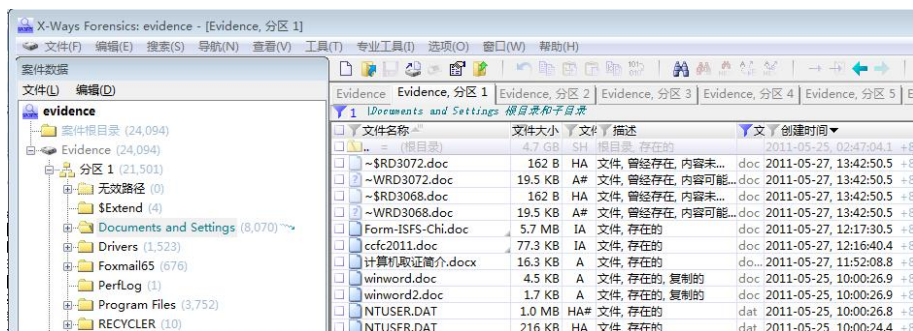 X-Ways Forensics: evidence - [Evidence, 分区 1]
文件(F) 编辑(E) 搜索(S) 导航(N) 查看(V) 工具(T) 专业工具(I) 选项(O) 窗口(W) 帮助(H)
案件数据
文件(L) 编辑(D)
evidence
案件根目录 (24,094)
Evidence (24,094)
分区 1 (21,501)
无效路径 (0)
$Extend (4)
Documents and Settings (8,070)
Drivers (1,523)
Foxmail65 (676)
PerfLog (1)
Program Files (3,752)
RECYCLER (10)
Evidence Evidence, 分区 1 Evidence, 分区 2 Evidence, 分区 3 Evidence, 分区 4 Evidence, 分区 5 E
1 \Documents and Settings 根目录和子目录
文件名称 文件大小 文件 描述 文 创建时间
.. = (根目录) 4.7 GB SH 根目录, 存在的 2011-05-25, 02:47:04.1 +8
~$RD3072.doc 162 B HA 文件, 曾经存在, 内容未... doc 2011-05-27, 13:42:50.5 +8
~WRD3072.doc 19.5 KB A# 文件, 曾经存在, 内容可能... doc 2011-05-27, 13:42:50.5 +8
~$RD3068.doc 162 B HA 文件, 曾经存在, 内容未... doc 2011-05-27, 13:42:50.5 +8
~WRD3068.doc 19.5 KB A# 文件, 曾经存在, 内容可能... doc 2011-05-27, 13:42:50.5 +8
Form-ISFS-Chi.doc 5.7 MB IA 文件, 存在的 doc 2011-05-27, 12:17:30.5 +8
ccfc2011.doc 77.3 KB IA 文件, 存在的 doc 2011-05-27, 12:16:40.4 +8
计算机取证简介.docx 16.3 KB A 文件, 存在的 do... 2011-05-27, 11:52:08.8 +8
winword.doc 4.5 KB A 文件, 存在的, 复制的 doc 2011-05-25, 10:00:26.9 +8
winword2.doc 1.7 KB A 文件, 存在的, 复制的 doc 2011-05-25, 10:00:26.9 +8
NTUSER.DAT 1.0 MB HA# 文件, 存在的 dat 2011-05-25, 10:00:26.8 +8
NTUSER.DAT 216 KB HA 文件, 存在的 dat 2011-05-25, 10:00:24.4 +8